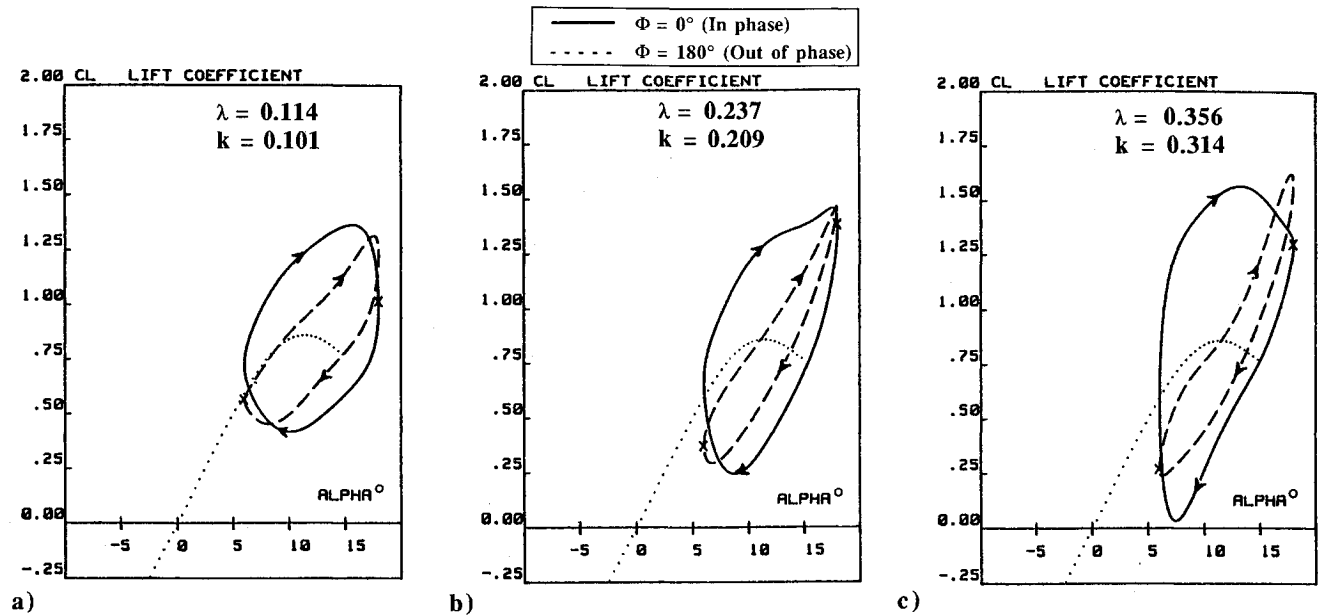 Φ = 0° (In phase)
Φ = 180° (Out of phase)
a)
2.00 CL LIFT COEFFICIENT
λ = 0.114
k = 0.101
1.75
1.50
1.25
1.00
.75
.50
.25
0.00
-.25
ALPHA°
-5 0 5 10 15
b)
2.00 CL LIFT COEFFICIENT
λ = 0.237
k = 0.209
1.75
1.50
1.25
1.00
.75
.50
.25
0.00
-.25
ALPHA°
-5 0 5 10 15
c)
2.00 CL LIFT COEFFICIENT
λ = 0.356
k = 0.314
1.75
1.50
1.25
1.00
.75
.50
.25
0.00
-.25
ALPHA°
-5 0 5 10 15